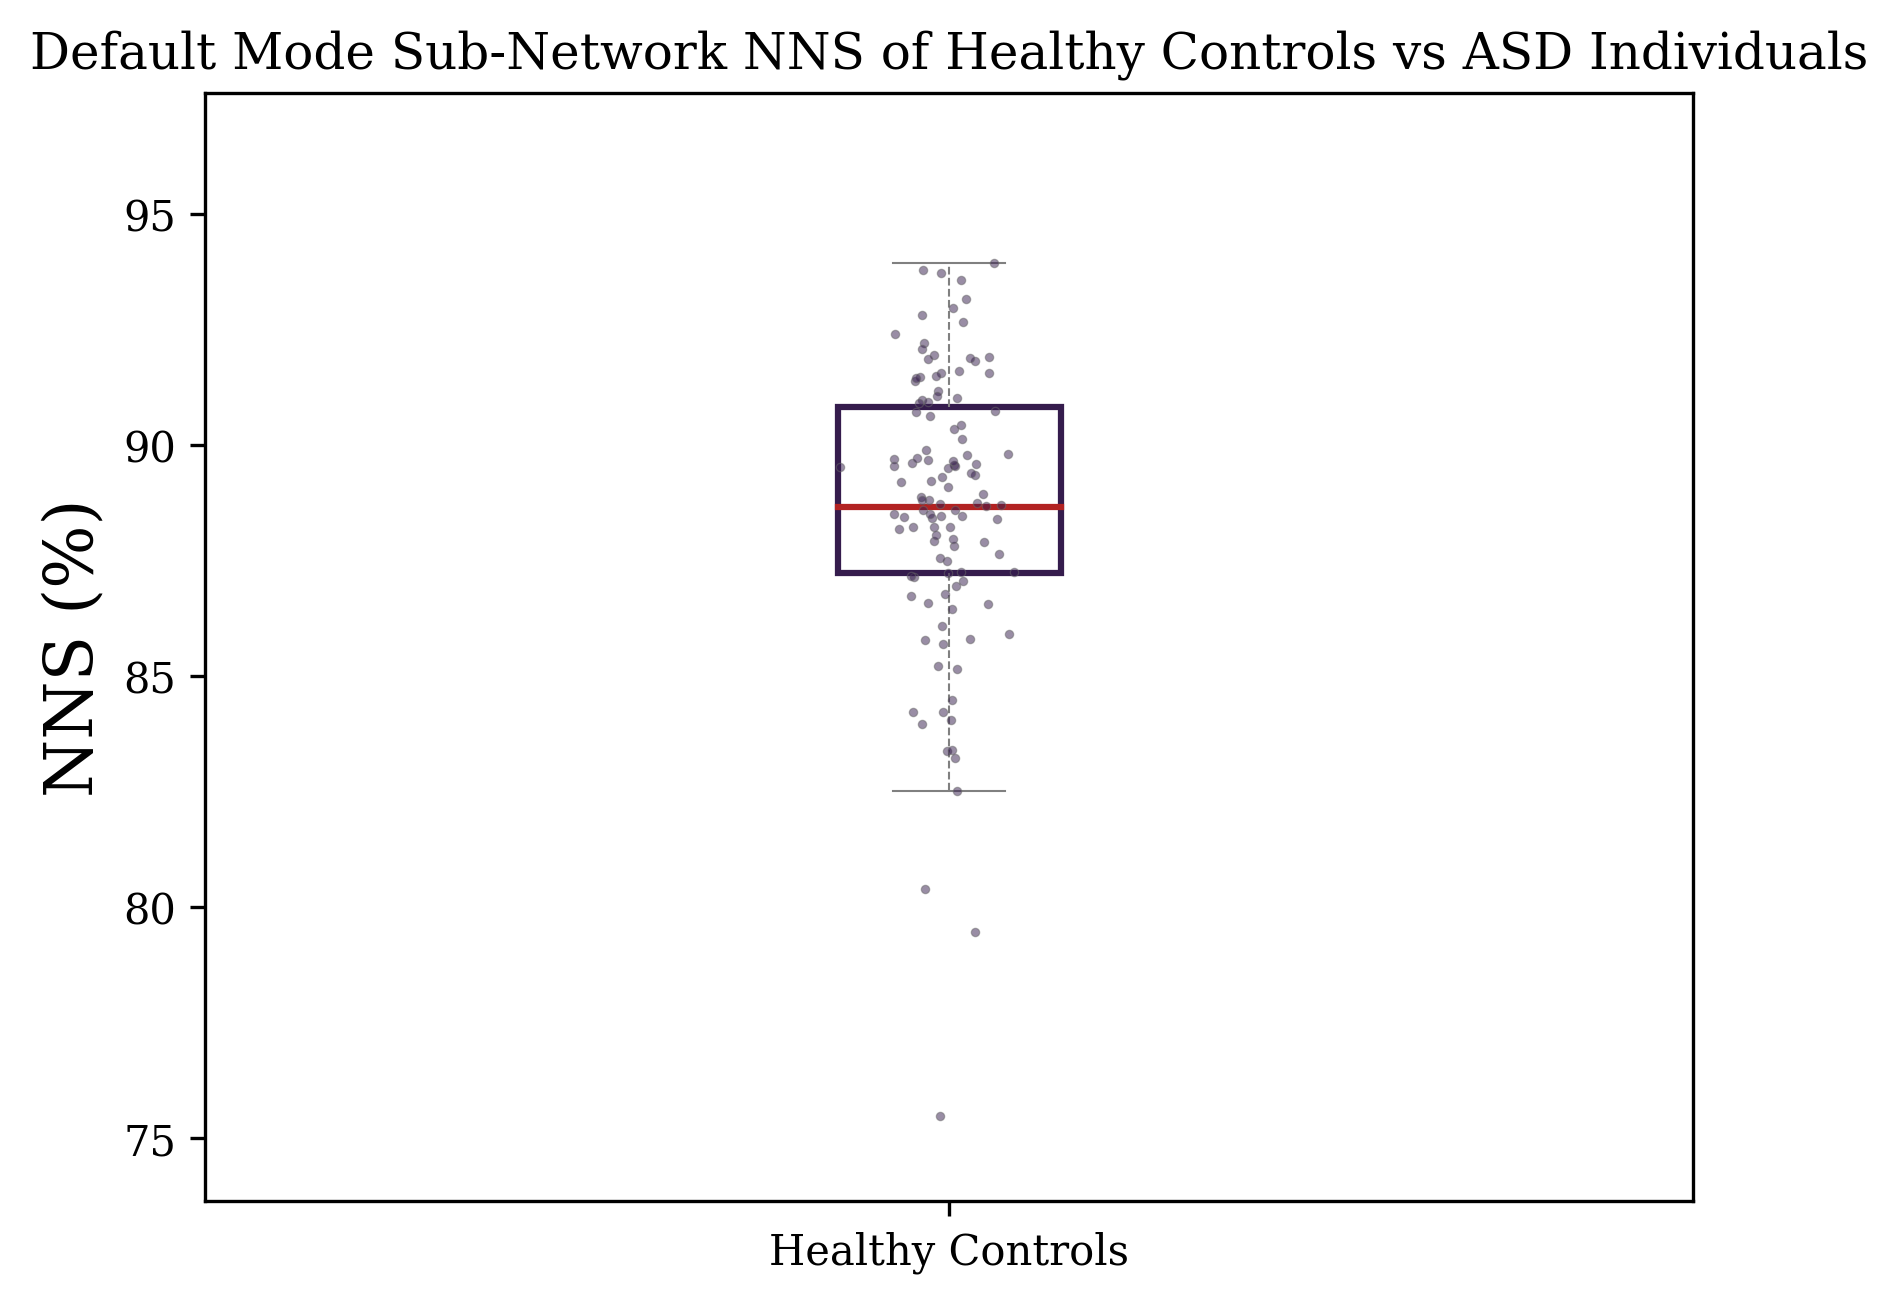 Default Mode Sub-Network NNS of Healthy Controls vs ASD Individuals
NNS (%)
95
90
85
80
75
Healthy Controls